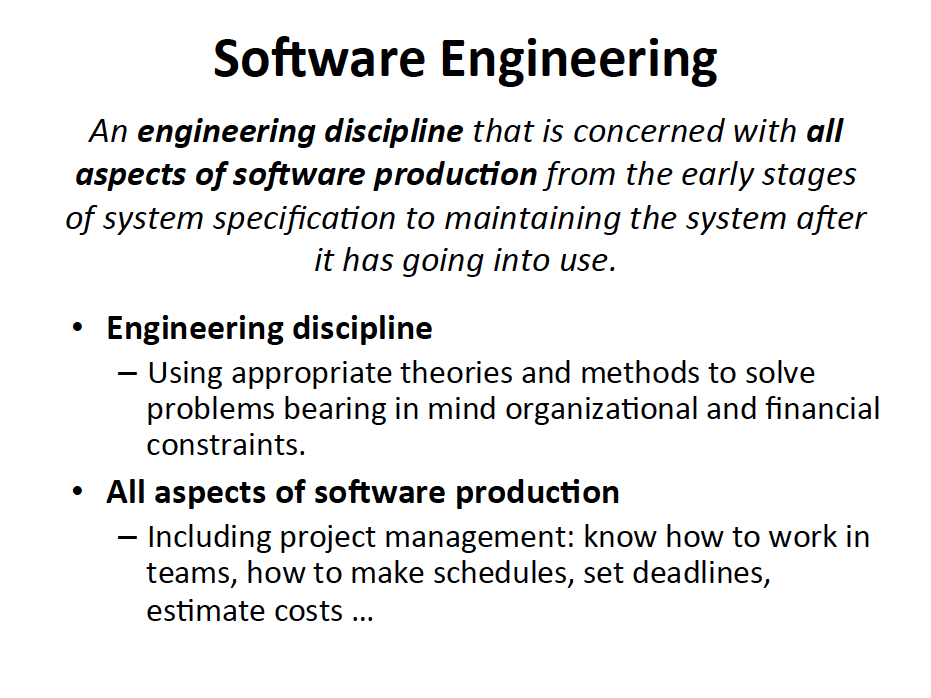 Software Engineering
An engineering discipline that is concerned with all
aspects of software production from the early stages
of system specification to maintaining the system after
it has going into use.
• Engineering discipline
– Using appropriate theories and methods to solve
problems bearing in mind organizational and financial
constraints.
• All aspects of software production
– Including project management: know how to work in
teams, how to make schedules, set deadlines,
estimate costs …